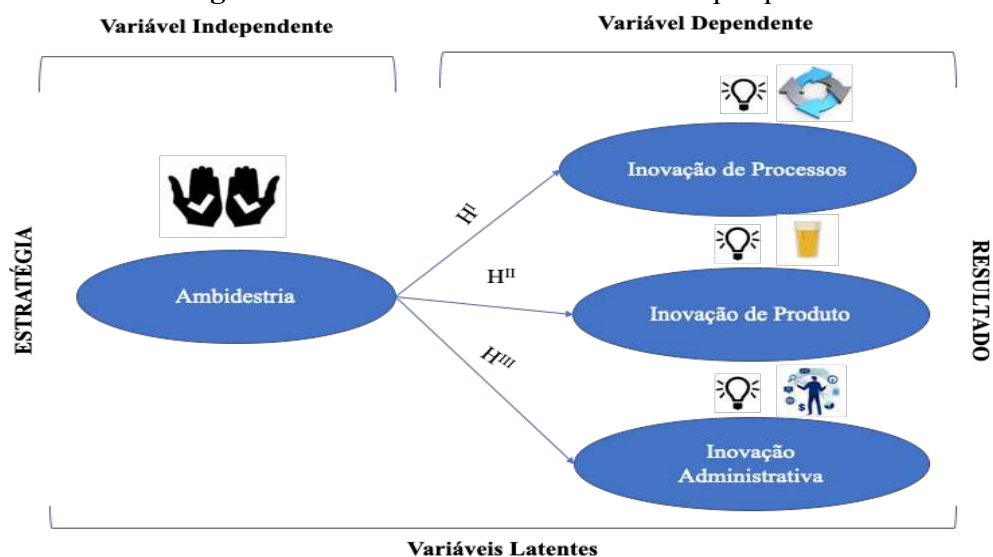 Variável Independente
Variável Dependente
ESTRATÉGIA
Ambidestria
H^I
H^II
H^III
Inovação de Processos
Inovação de Produto
Inovação
Administrativa
RESULTADO
Variáveis Latentes